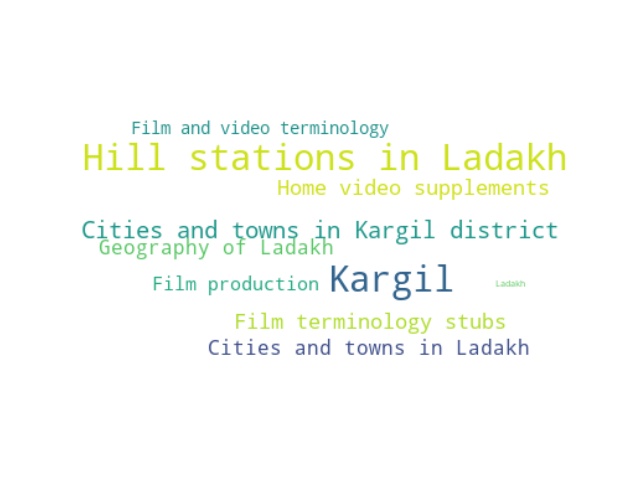 Film and video terminology
Hill stations in Ladakh
Home video supplements
Cities and towns in Kargil district
Geography of Ladakh
Film production
Kargil
Ladakh
Film terminology stubs
Cities and towns in Ladakh